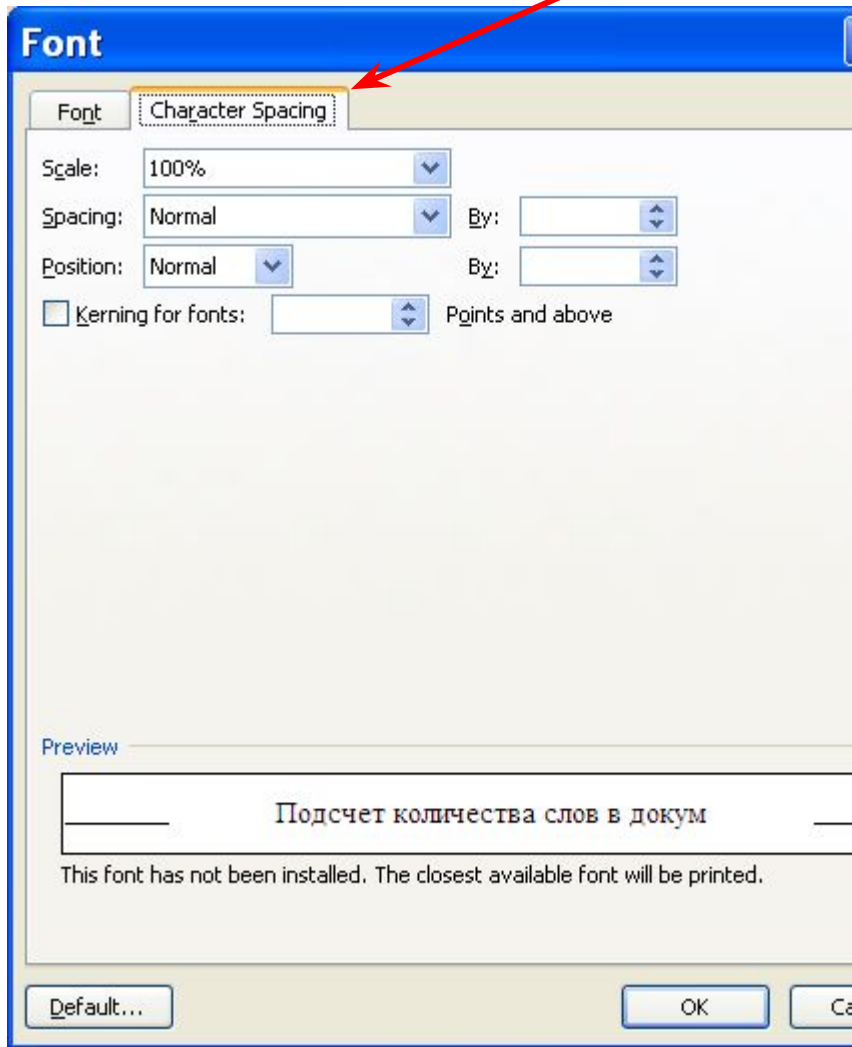 Font
Font Character Spacing
Scale: 100%
Spacing: Normal By:
Position: Normal By:
Kerning for fonts: Points and above
Preview
Подсчет количества слов в докум
This font has not been installed. The closest available font will be printed.
Default... OK Ca